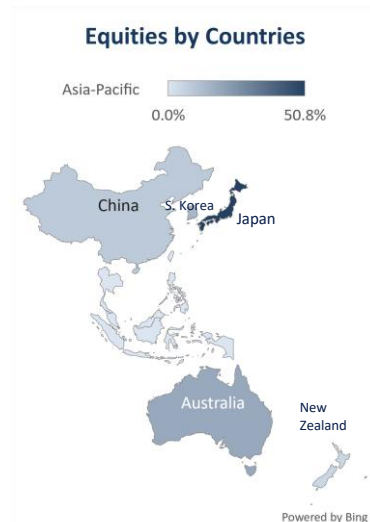 Equities by Countries
Asia-Pacific
0.0%
50.8%
China
S. Korea
Japan
Australia
New
Zealand
Powered by Bing